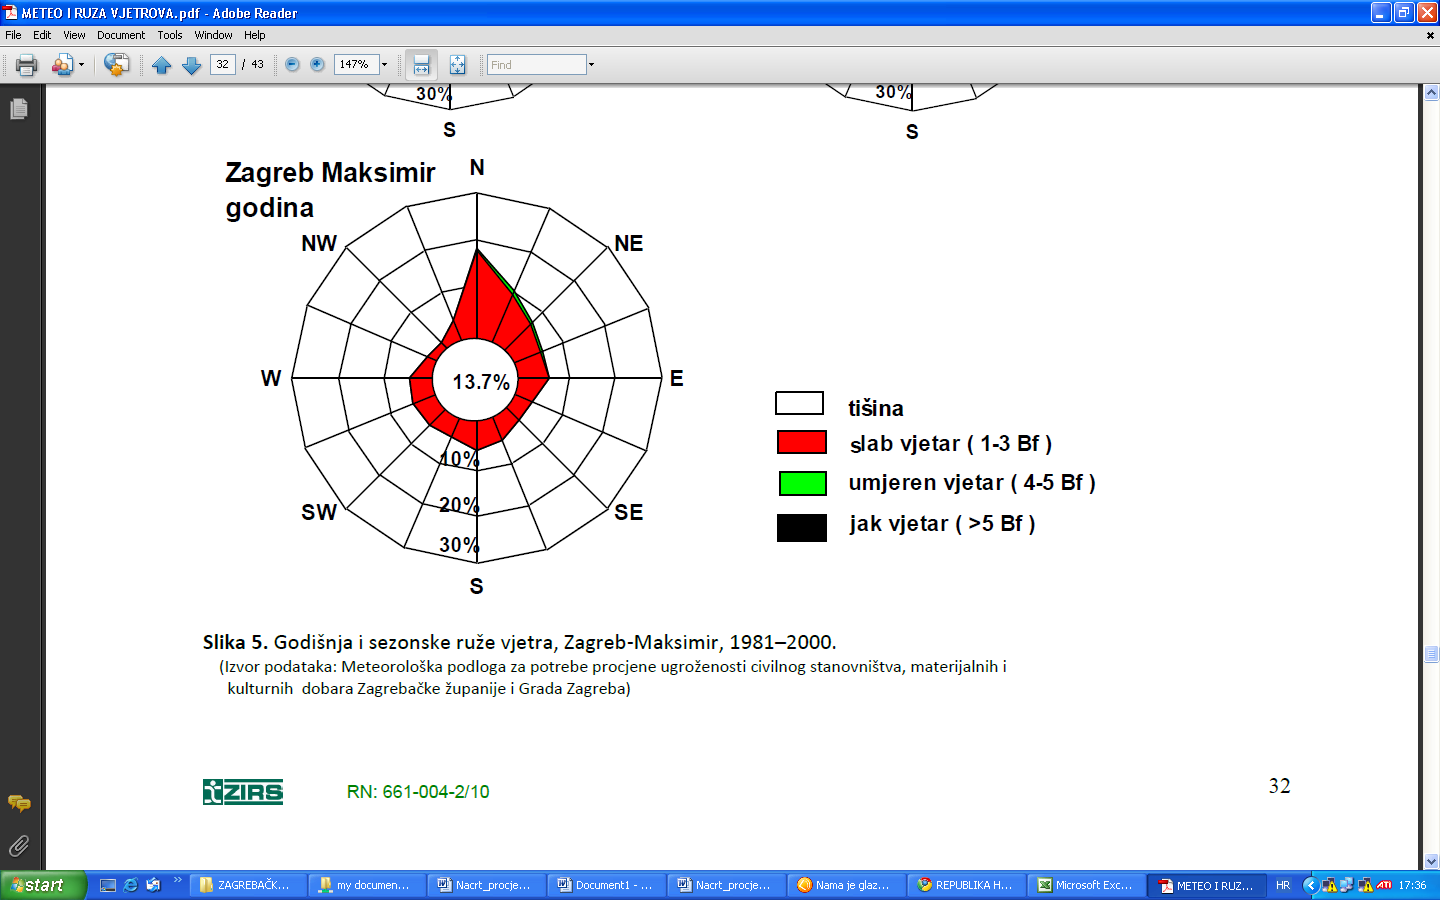 METEO I RUZA VJETROVA.pdf - Adobe Reader
File Edit View Document Tools Window Help
32 / 43 147% Find
30% 30%
S S
Zagreb Maksimir
godina
N
NW NE
W 13.7% E
10%
20%
SW SE
30%
S
tišina
slab vjetar ( 1-3 Bf )
umjeren vjetar ( 4-5 Bf )
jak vjetar ( >5 Bf )
Slika 5. Godišnja i sezonske ruže vjetra, Zagreb-Maksimir, 1981–2000.
(Izvor podataka: Meteorološka podloga za potrebe procjene ugroženosti civilnog stanovništva, materijalnih i
kulturnih dobara Zagrebačke županije i Grada Zagreba)
ZIRS RN: 661-004-2/10 32
start ZAGREBAČK... my documen... Nacrt_procje... Document1 - ... Nacrt_procje... Nama je glaz... REPUBLIKA H... Microsoft Exc... METEO I RUZ... HR ATI 17:36